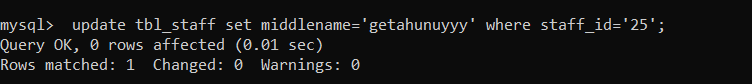 mysql>  update tbl_staff set middlename='getahunuyyy' where staff_id='25';
Query OK, 0 rows affected (0.01 sec)
Rows matched: 1  Changed: 0  Warnings: 0